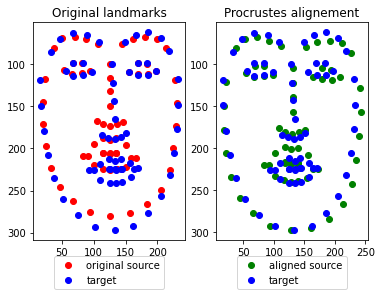 Original landmarks
100
150
200
250
300
50 100 150 200
original source
target
Procrustes alignement
100
150
200
250
300
50 100 150 200 250
aligned source
target